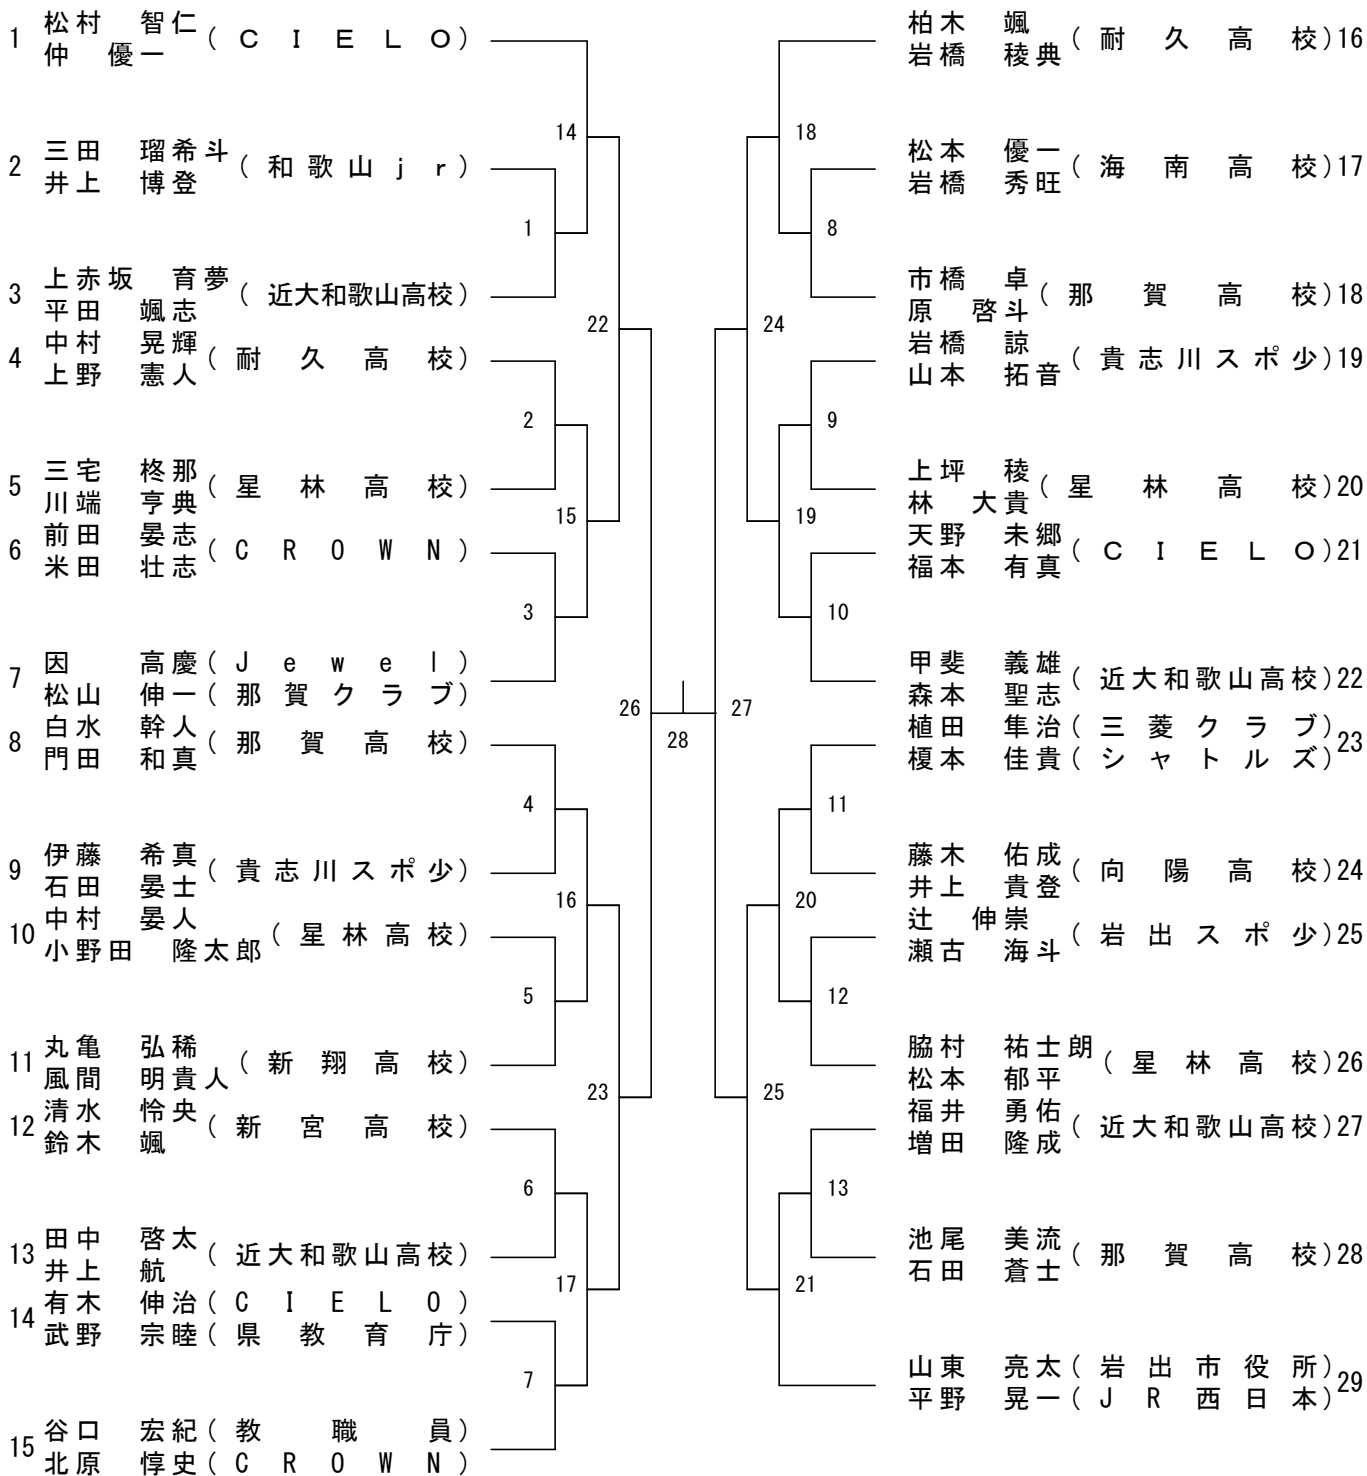 1 松村 智仁 (CIELO)
仲 優一
2 三田 瑠希斗 (和歌山jr)
井上 博登
3 上赤坂 育夢 (近大和歌山高校)
平田 颯志
4 中村 晃輝 (耐久高校)
上野 憲人
5 三宅 柊那 (星林高校)
川端 亨典
6 前田 晏志 (CROWN)
米田 壮志
7 因 高慶 (Jewel)
松山 伸一 (那賀クラブ)
8 白水 幹人 (那賀高校)
門田 和真
9 伊藤 希真 (貴志川スポ少)
石田 晏士
10 中村 晏人 (星林高校)
小野田 隆太郎
11 丸亀 弘稀 (新翔高校)
風間 明貴人
12 清水 怜央 (新宮高校)
鈴木 颯
13 田中 啓太 (近大和歌山高校)
井上 航
14 有木 伸治 (CIELO)
武野 宗睦 (県教育庁)
15 谷口 宏紀 (教職員)
北原 惇史 (CROWN)
14
1
22
2
15
3
26
4
16
5
23
6
17
7
28
27
18
8
24
9
19
10
11
20
12
25
13
21
柏木 颯 (耐久高校) 16
岩橋 稜典
松本 優一 (海南高校) 17
岩橋 秀旺
市橋 卓 (那賀高校) 18
原 啓斗
岩橋 諒 (貴志川スポ少) 19
山本 拓音
上坪 稜 (星林高校) 20
林 大貴
天野 未郷 (CIELO) 21
福本 有真
甲斐 義雄 (近大和歌山高校) 22
森本 聖志
植田 隼治 (三菱クラブ) 23
榎本 佳貴 (シャトルズ)
藤木 佑成 (向陽高校) 24
井上 貴登
辻 伸崇 (岩出スポ少) 25
瀬古 海斗
脇村 祐士朗 (星林高校) 26
松本 郁平
福井 勇佑 (近大和歌山高校) 27
増田 隆成
池尾 美流 (那賀高校) 28
石田 蒼士
山東 亮太 (岩出市役所) 29
平野 晃一 (JR西日本)